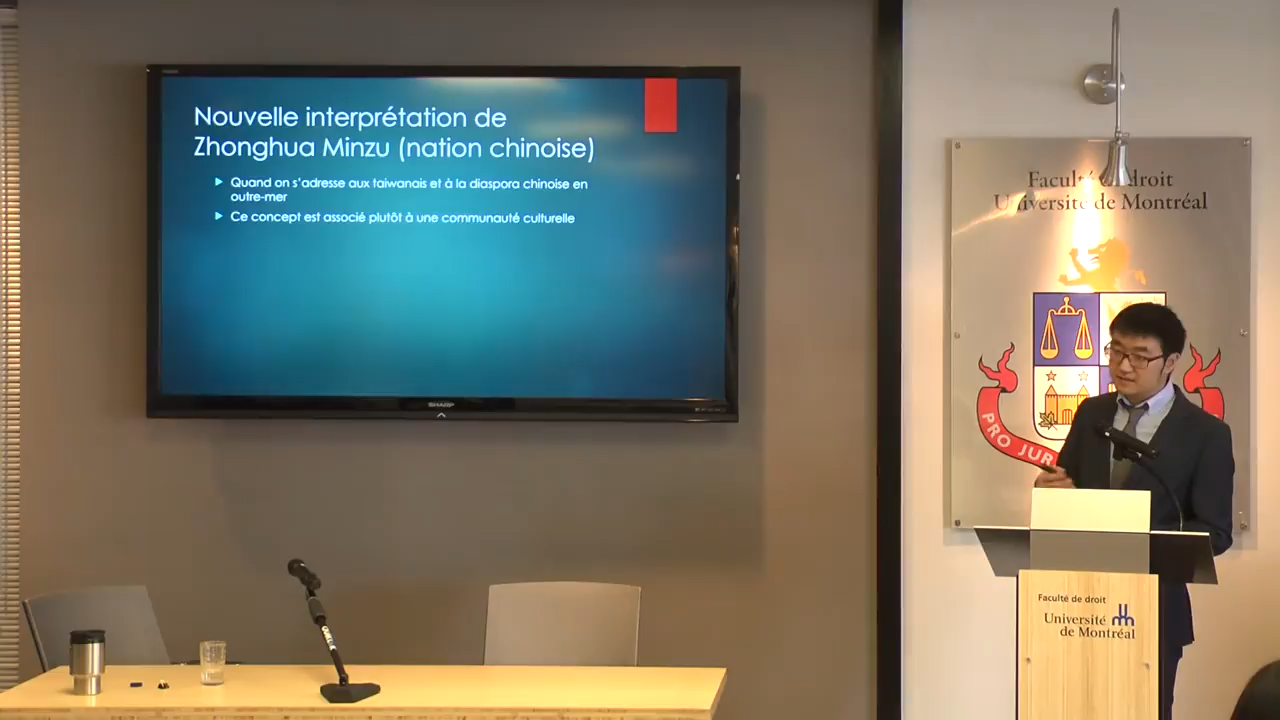 Nouvelle interprétation de
Zhonghua Minzu (nation chinoise)
Quand on s'adresse aux taiwanais et à la diaspora chinoise en
outre-mer
Ce concept est associé plutôt à une communauté culturelle
SHARP
Faculté de droit
Université de Montréal
PRO JUR
Faculté de droit
Université
de Montréal